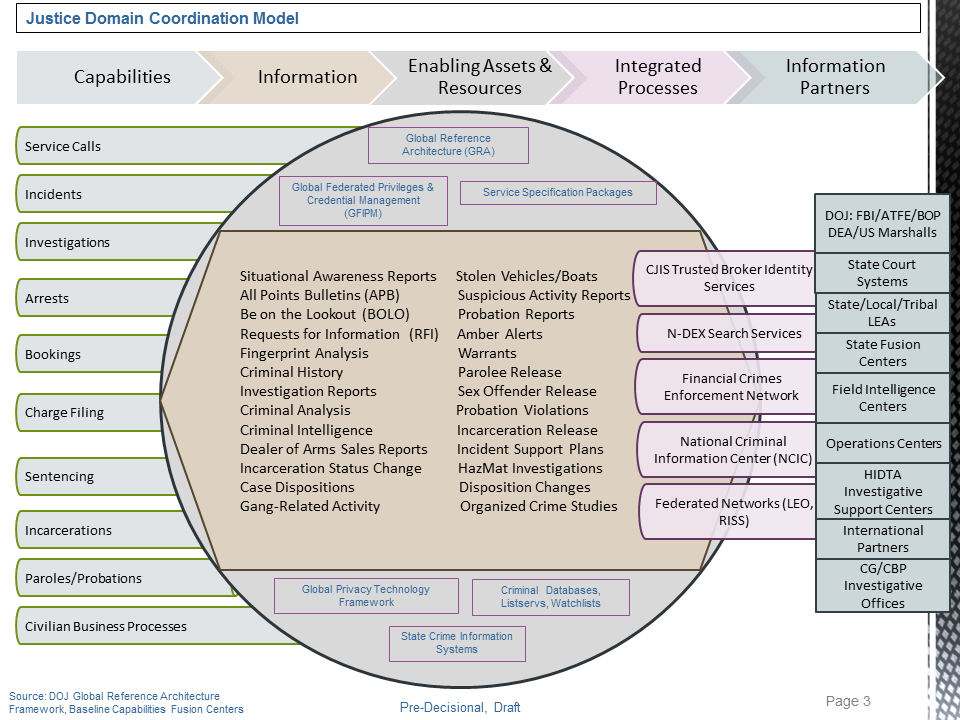 Justice Domain Coordination Model
Capabilities
Information
Enabling Assets &
Resources
Integrated
Processes
Information
Partners
Service Calls
Incidents
Investigations
Arrests
Bookings
Charge Filing
Sentencing
Incarcerations
Paroles/Probations
Civilian Business Processes
Global Reference
Architecture (GRA)
Global Federated Privileges &
Credential Management
(GFIPM)
Service Specification Packages
Situational Awareness Reports
All Points Bulletins (APB)
Be on the Lookout (BOLO)
Requests for Information (RFI)
Fingerprint Analysis
Criminal History
Investigation Reports
Criminal Analysis
Criminal Intelligence
Dealer of Arms Sales Reports
Incarceration Status Change
Case Dispositions
Gang-Related Activity
Stolen Vehicles/Boats
Suspicious Activity Reports
Probation Reports
Amber Alerts
Warrants
Parolee Release
Sex Offender Release
Probation Violations
Incarceration Release
Incident Support Plans
HazMat Investigations
Disposition Changes
Organized Crime Studies
Global Privacy Technology
Framework
Criminal Databases,
Listservs, Watchlists
State Crime Information
Systems
CJIS Trusted Broker Identity
Services
N-DEX Search Services
Financial Crimes
Enforcement Network
National Criminal
Information Center (NCIC)
Federated Networks (LEO,
RISS)
DOJ: FBI/ATFE/BOP
DEA/US Marshalls
State Court
Systems
State/Local/Tribal
LEAs
State Fusion
Centers
Field Intelligence
Centers
Operations Centers
HIDTA
Investigative
Support Centers
International
Partners
CG/CBP
Investigative
Offices
Source: DOJ Global Reference Architecture
Framework, Baseline Capabilities Fusion Centers
Pre-Decisional, Draft
Page 3